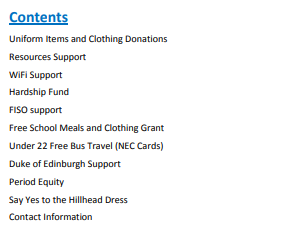 Contents
Uniform Items and Clothing Donations
Resources Support
WiFi Support
Hardship Fund
FISO support
Free School Meals and Clothing Grant
Under 22 Free Bus Travel (NEC Cards)
Duke of Edinburgh Support
Period Equity
Say Yes to the Hillhead Dress
Contact Information